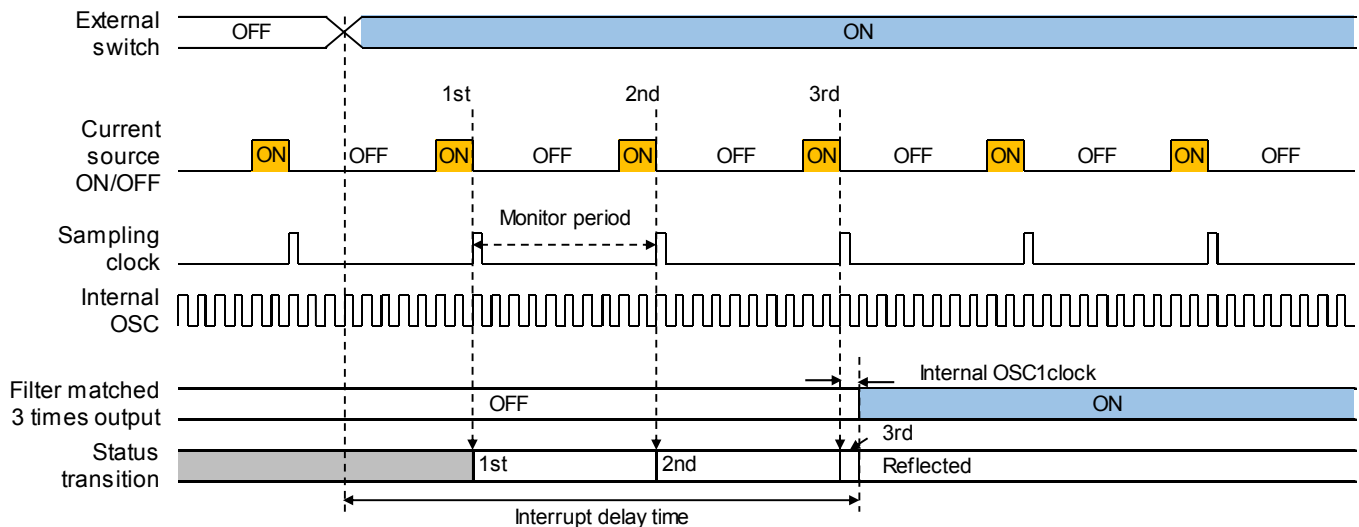 External
switch
OFF
ON
1st
2nd
3rd
Current
source
ON/OFF
ON
OFF
ON
OFF
ON
OFF
ON
OFF
ON
OFF
ON
OFF
Sampling
clock
Monitor period
Internal
OSC
Filter matched
3 times output
OFF
Internal OSC1clock
ON
Status
transition
1st
2nd
3rd
Reflected
Interrupt delay time